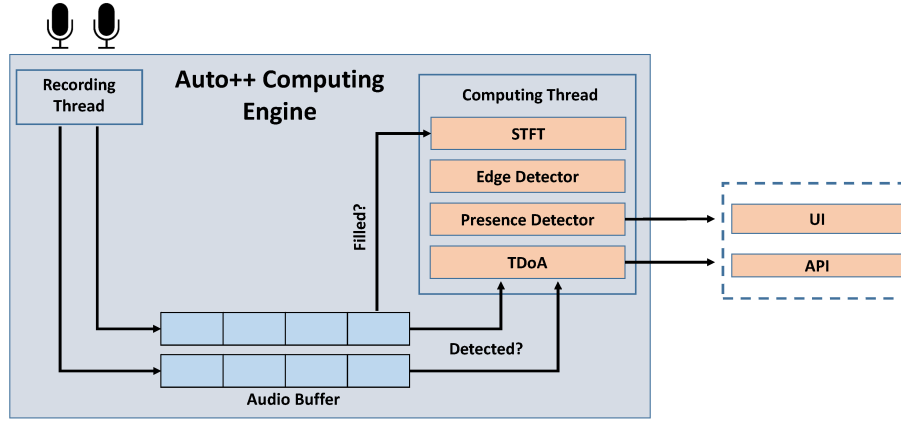 Recording
Thread
Auto++ Computing
Engine
Computing Thread
STFT
Edge Detector
Presence Detector
TDoA
UI
API
Filled?
Detected?
Audio Buffer